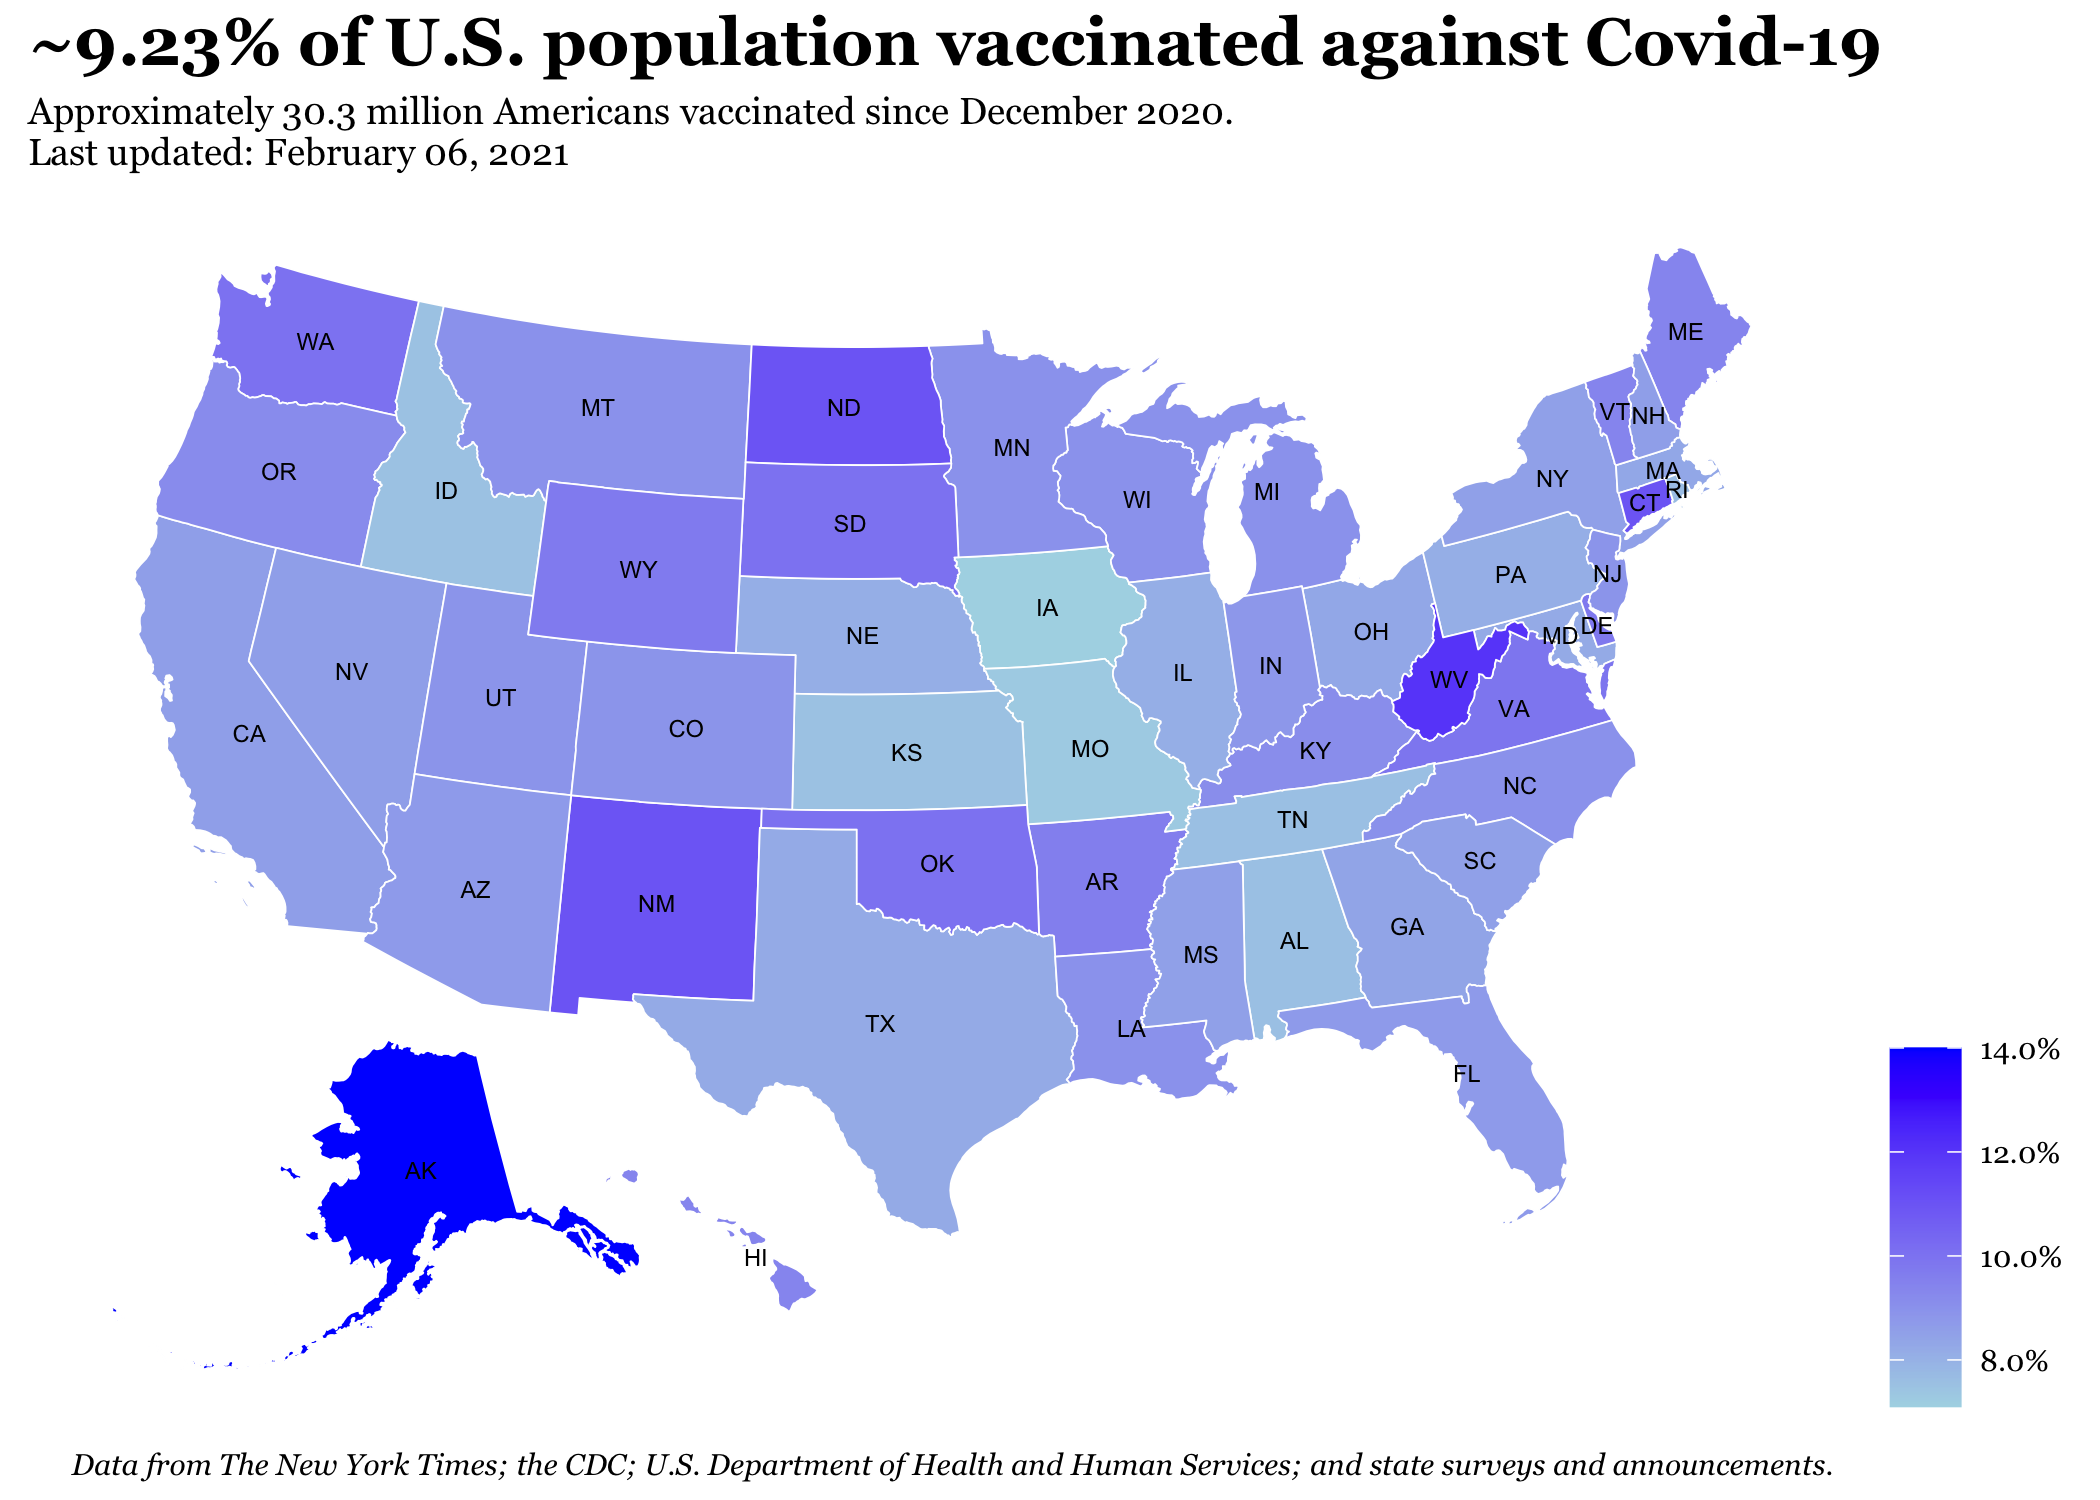 ~9.23% of U.S. population vaccinated against Covid-19
Approximately 30.3 million Americans vaccinated since December 2020.
Last updated: February 06, 2021
ME
WA
MT
ND
VT
NH
MN
OR
MA
NY
ID
RI
WI
MI
CT
SD
WY
PA
NJ
IA
DE
OH
NE
MD
IN
NV
IL
WV
UT
VA
CO
CA
MO
KY
KS
NC
TN
SC
OK
AR
AZ
NM
GA
AL
MS
TX
LA
FL
AK
HI
14.0%
12.0%
10.0%
8.0%
Data from The New York Times; the CDC; U.S. Department of Health and Human Services; and state surveys and announcements.